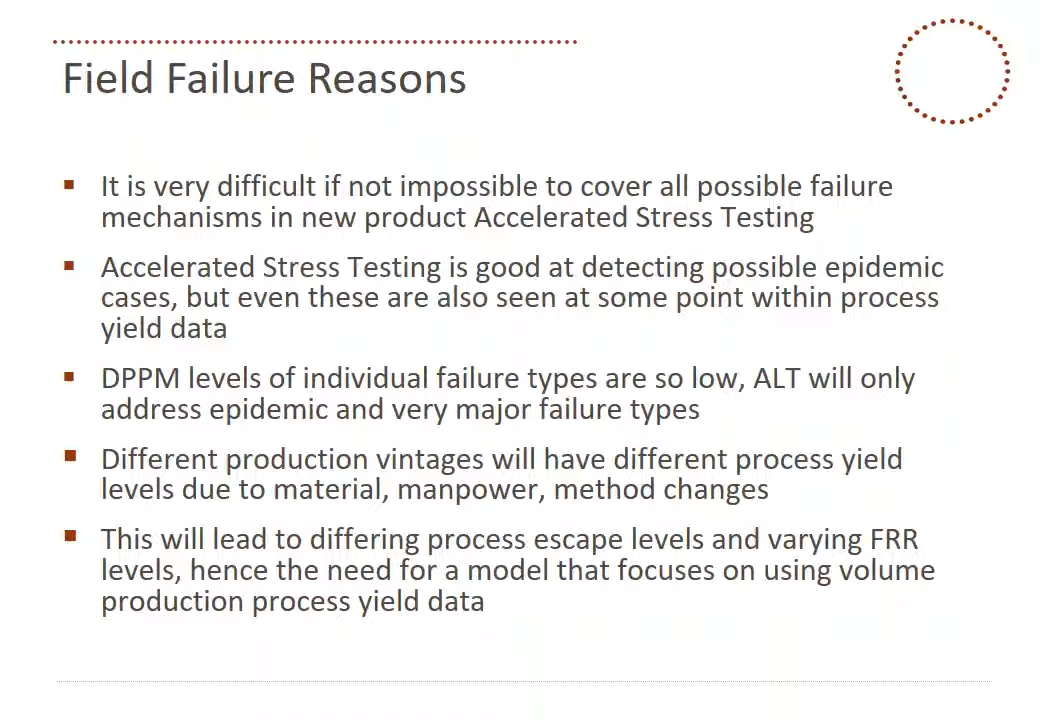 Field Failure Reasons
It is very difficult if not impossible to cover all possible failure
mechanisms in new product Accelerated Stress Testing
Accelerated Stress Testing is good at detecting possible epidemic
cases, but even these are also seen at some point within process
yield data
DPPM levels of individual failure types are so low, ALT will only
address epidemic and very major failure types
Different production vintages will have different process yield
levels due to material, manpower, method changes
This will lead to differing process escape levels and varying FRR
levels, hence the need for a model that focuses on using volume
production process yield data